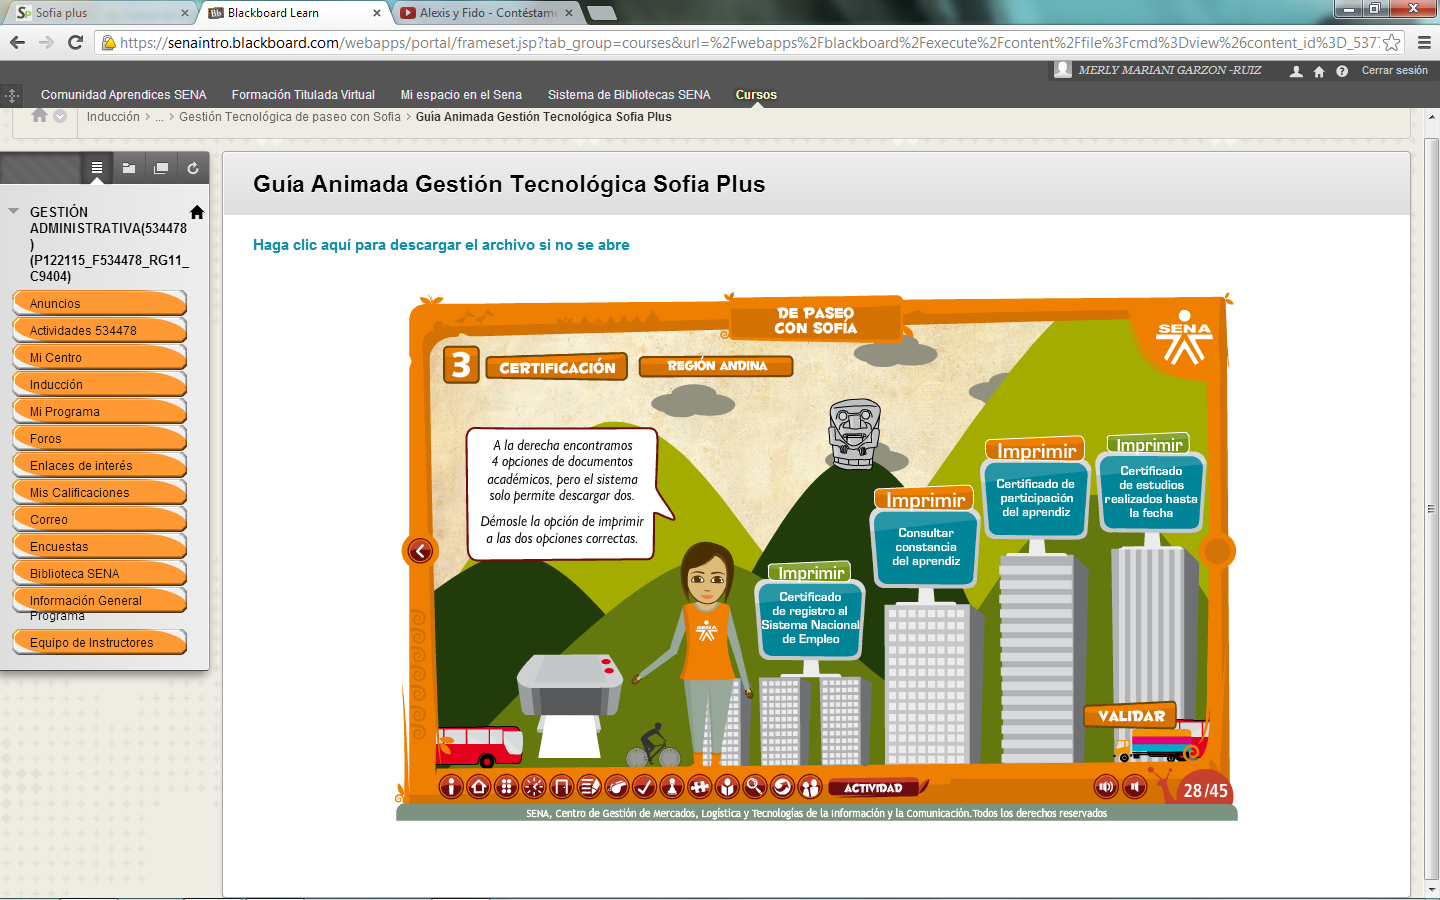 Sofia plus
Blackboard Learn
Alexis y Fido - Contéstame
https://senaintro.blackboard.com/webapps/portal/frameset.jsp?tab_group=courses&url=%2Fwebapps%2Fblackboard%2Fexecute%2Fcontent%2Ffile%3Fcmd%3Dview%26content_id%3D_537
MERLY MARIANI GARZON -RUIZ
Cerrar sesión
Comunidad Aprendices SENA
Formación Titulada Virtual
Mi espacio en el Sena
Sistema de Bibliotecas SENA
Cursos
Inducción > ... > Gestión Tecnológica de paseo con Sofia > Guía Animada Gestión Tecnológica Sofia Plus
GESTIÓN
ADMINISTRATIVA(534478
)
(P122115_F534478_RG11_
C9404)
Anuncios
Actividades 534478
Mi Centro
Inducción
Mi Programa
Foros
Enlaces de interés
Mis Calificaciones
Correo
Encuestas
Biblioteca SENA
Información General
Programa
Equipo de Instructores
Guía Animada Gestión Tecnológica Sofia Plus
Haga clic aquí para descargar el archivo si no se abre
DE PASEO
CON SOFÍA
SENA
3
CERTIFICACIÓN
REGIÓN ANDINA
A la derecha encontramos
4 opciones de documentos
académicos, pero el sistema
solo permite descargar dos.
Démosle la opción de imprimir
a las dos opciones correctas.
SENA
Imprimir
Certificado
de registro al
Sistema Nacional
de Empleo
Imprimir
Consultar
constancia
del aprendiz
Imprimir
Certificado de
participación
del aprendiz
Imprimir
Certificado
de estudios
realizados hasta
la fecha
VALIDAR
ACTIVIDAD
28/45
SENA, Centro de Gestión de Mercados, Logística y Tecnologías de la Información y la Comunicación.Todos los derechos reservados